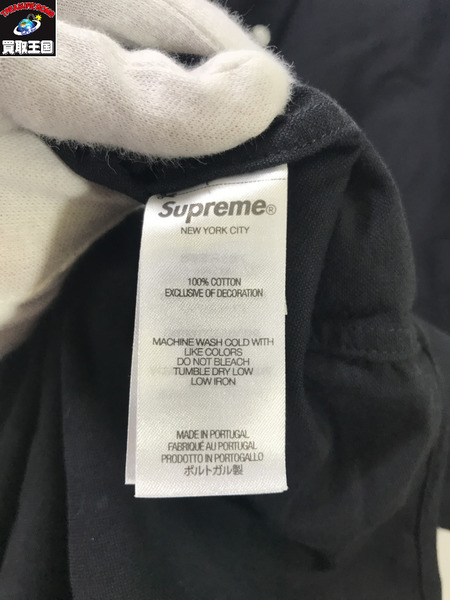 買取王国
Supreme®
NEW YORK CITY
100% COTTON
EXCLUSIVE OF DECORATION
MACHINE WASH COLD WITH
LIKE COLORS
DO NOT BLEACH
TUMBLE DRY LOW
LOW IRON
MADE IN PORTUGAL
FABRIQUÉ AU PORTUGAL
PRODOTTO IN PORTOGALLO
ポルトガル製